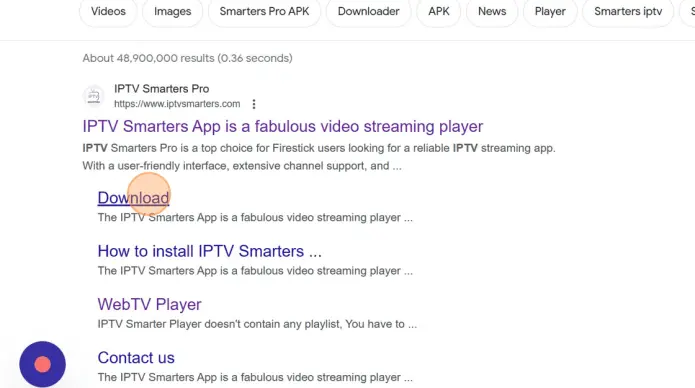 Videos Images Smarters Pro APK Downloader APK News Player Smarters iptv
About 48,900,000 results (0.36 seconds)
IPTV Smarters Pro
https://www.iptvsmarters.com
IPTV Smarters App is a fabulous video streaming player
IPTV Smarters Pro is a top choice for Firestick users looking for a reliable IPTV streaming app.
With a user-friendly interface, extensive channel support, and ...
Download
The IPTV Smarters App is a fabulous video streaming player ...
How to install IPTV Smarters ...
The IPTV Smarters App is a fabulous video streaming player ...
WebTV Player
IPTV Smarter Player doesn't contain any playlist, You have to ...
Contact us
The IPTV Smarters App is a fabulous video streaming player ...